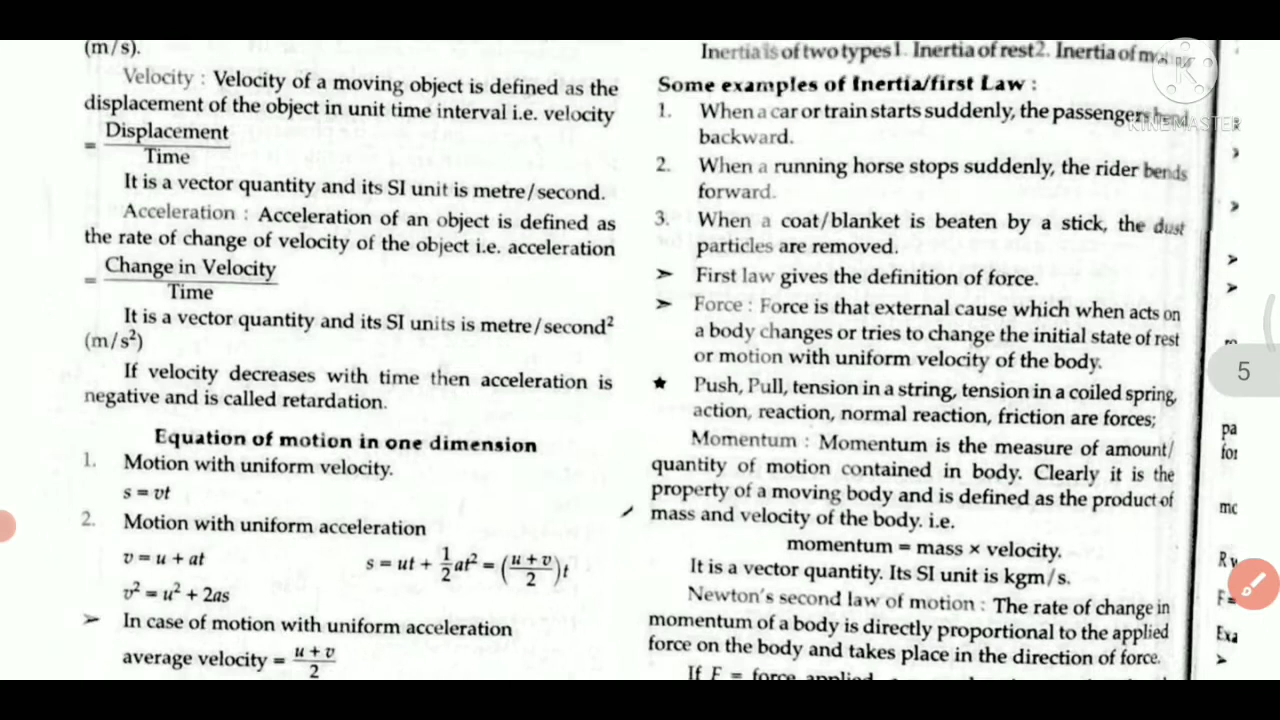 (m/s).
Velocity : Velocity of a moving object is defined as the
displacement of the object in unit time interval i.e. velocity
= Displacement
Time
It is a vector quantity and its SI unit is metre/second.
Acceleration : Acceleration of an object is defined as
the rate of change of velocity of the object i.e. acceleration
= Change in Velocity
Time
It is a vector quantity and its SI units is metre/second²
(m/s²)
If velocity decreases with time then acceleration is
negative and is called retardation.
Equation of motion in one dimension
1. Motion with uniform velocity.
s = vt
2. Motion with uniform acceleration
v = u + at s = ut + 1/2 at² = (u + v / 2) t
v² = u² + 2as
➢ In case of motion with uniform acceleration
average velocity = u + v
2
Inertia is of two types 1. Inertia of rest 2. Inertia of
Some examples of Inertia/first Law :
1. When a car or train starts suddenly, the passengers bend
backward.
2. When a running horse stops suddenly, the rider bends
forward.
3. When a coat/blanket is beaten by a stick, the dust
particles are removed.
➢ First law gives the definition of force.
➢ Force : Force is that external cause which when acts on
a body changes or tries to change the initial state of rest
or motion with uniform velocity of the body.
★ Push, Pull, tension in a string, tension in a coiled spring,
action, reaction, normal reaction, friction are forces;
Momentum : Momentum is the measure of amount/
quantity of motion contained in body. Clearly it is the
property of a moving body and is defined as the product of
mass and velocity of the body. i.e.
momentum = mass × velocity.
It is a vector quantity. Its SI unit is kgm/s.
Newton's second law of motion : The rate of change in
momentum of a body is directly proportional to the applied
force on the body and takes place in the direction of force.
If F = force applied
K
KINEMASTER
5
pa
for
mc
F=
Exa
➢